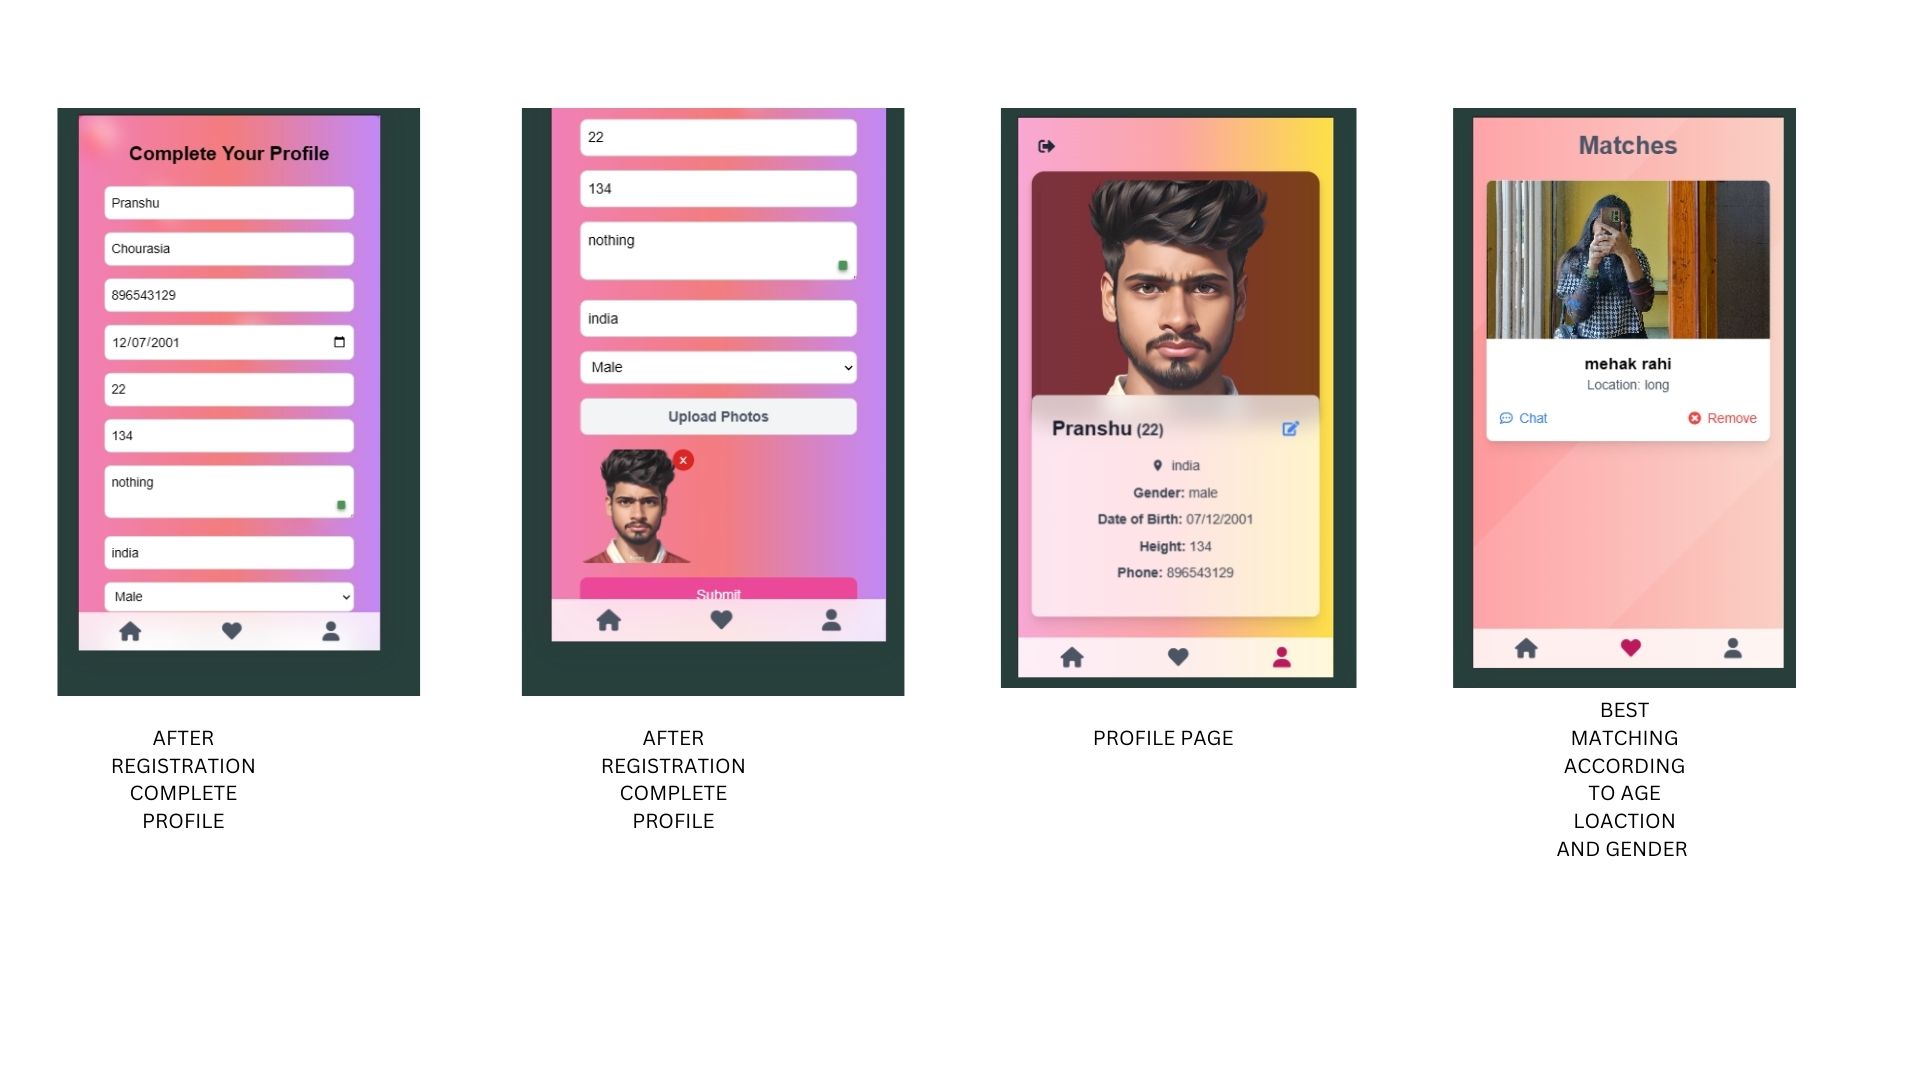 Complete Your Profile
Pranshu
Chourasia
896543129
12/07/2001
22
134
nothing
india
Male
AFTER
REGISTRATION
COMPLETE
PROFILE
22
134
nothing
india
Male
Upload Photos
Submit
AFTER
REGISTRATION
COMPLETE
PROFILE
Pranshu (22)
india
Gender: male
Date of Birth: 07/12/2001
Height: 134
Phone: 896543129
PROFILE PAGE
Matches
mehak rahi
Location: long
Chat Remove
BEST
MATCHING
ACCORDING
TO AGE
LOACTION
AND GENDER